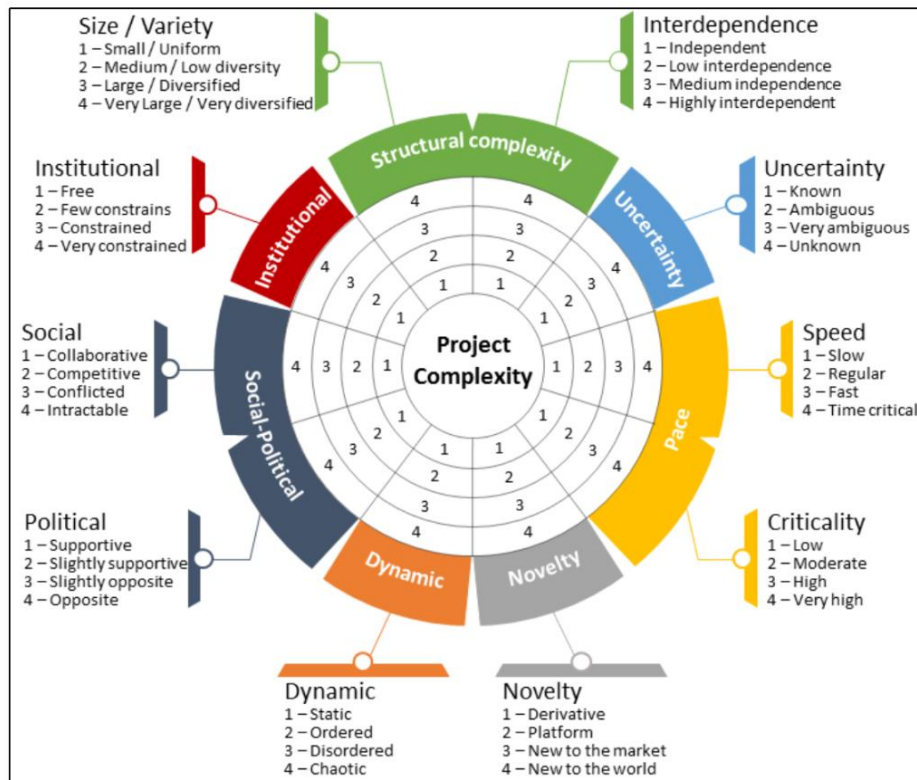 Size / Variety
1 – Small / Uniform
2 – Medium / Low diversity
3 – Large / Diversified
4 – Very Large / Very diversified
Interdependence
1 – Independent
2 – Low interdependence
3 – Medium independence
4 – Highly interdependent
Institutional
1 – Free
2 – Few constrains
3 – Constrained
4 – Very constrained
Uncertainty
1 – Known
2 – Ambiguous
3 – Very ambiguous
4 – Unknown
Social
1 – Collaborative
2 – Competitive
3 – Conflicted
4 – Intractable
Speed
1 – Slow
2 – Regular
3 – Fast
4 – Time critical
Political
1 – Supportive
2 – Slightly supportive
3 – Slightly opposite
4 – Opposite
Criticality
1 – Low
2 – Moderate
3 – High
4 – Very high
Dynamic
1 – Static
2 – Ordered
3 – Disordered
4 – Chaotic
Novelty
1 – Derivative
2 – Platform
3 – New to the market
4 – New to the world
Structural complexity
Institutional
Uncertainty
Social-Political
Pace
Dynamic
Novelty
Project
Complexity
4 3 2 1
4 3 2 1
4 3 2 1
4 3 2 1
4 3 2 1
4 3 2 1
4 3 2 1
4 3 2 1
4 3 2 1
4 3 2 1